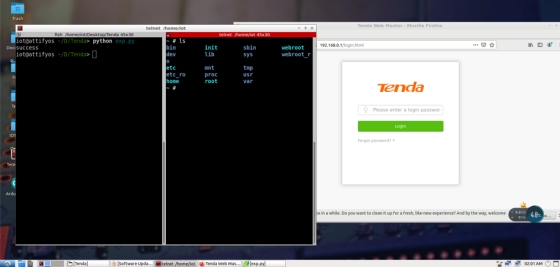 Trash
telnet /home/iot
fish /home/iot/Desktop/Tenda 45x30
iot@attifyos ~/D/Tenda> python exp.py
success
iot@attifyos ~/D/Tenda>
telnet /home/iot 45x30
~ # ls
bin init sbin webroot
dev lib sys webroot_r
o
etc mnt tmp
etc_ro proc usr
home root var
~ #
Tenda Web Master - Mozilla Firefox
192.168.0.1/login.html
Tenda
Please enter a login password
Login
Forgot password?
in a while. Do you want to clean it up for a fresh, like-new experience? And by the way, welcome
[Tenda]
[Software Upda...
telnet /home/iot
Tenda Web Mas...
[exp.py]
02:01 AM